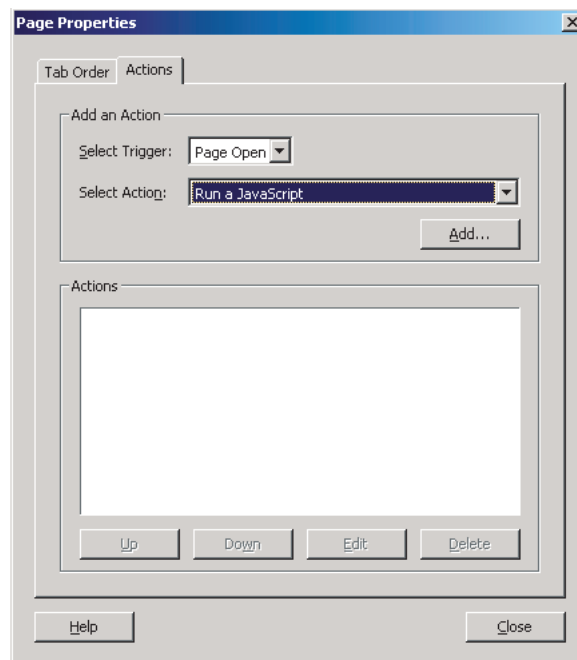 Page Properties
Tab Order Actions
Add an Action
Select Trigger: Page Open
Select Action: Run a JavaScript
Add...
Actions
Up Down Edit Delete
Help Close